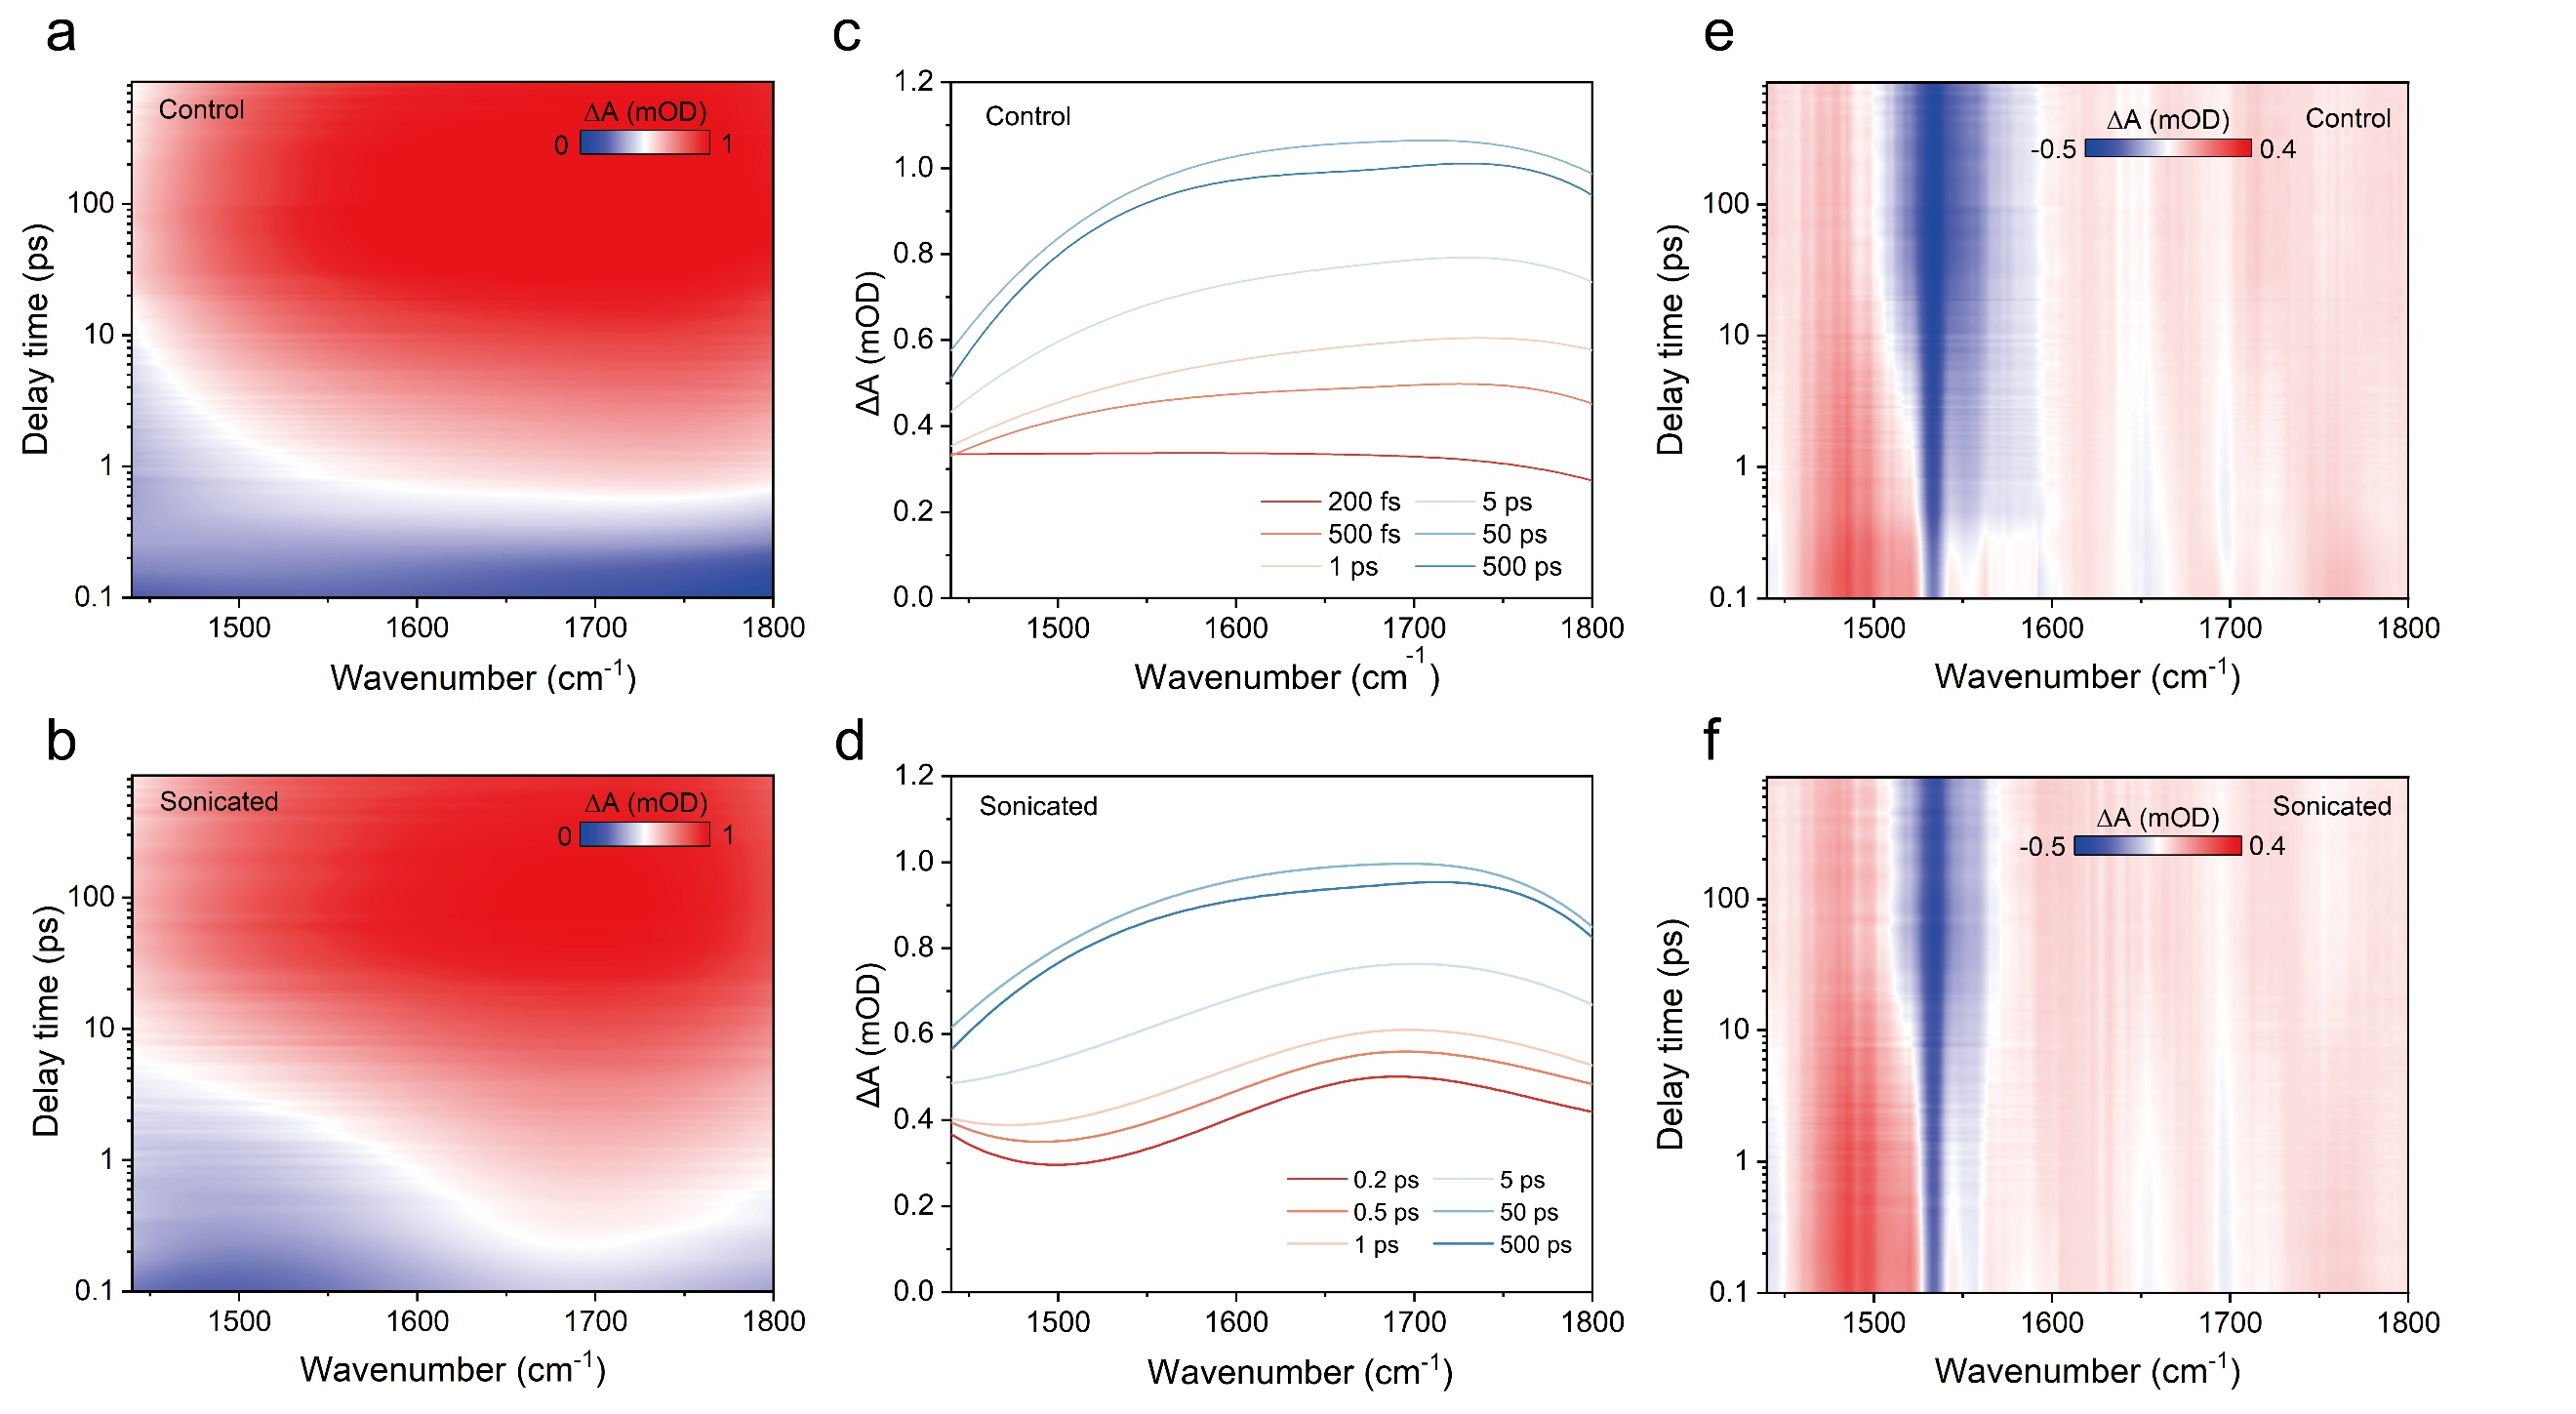 a
Control
ΔA (mOD)
0 1
100
10
1
0.1
Delay time (ps)
1500 1600 1700 1800
Wavenumber (cm-1)
c
Control
1.2
1.0
0.8
0.6
0.4
0.2
0.0
ΔA (mOD)
200 fs 5 ps
500 fs 50 ps
1 ps 500 ps
1500 1600 1700 1800
Wavenumber (cm-1)
e
ΔA (mOD) Control
-0.5 0.4
100
10
1
0.1
Delay time (ps)
1500 1600 1700 1800
Wavenumber (cm-1)
b
Sonicated
ΔA (mOD)
0 1
100
10
1
0.1
Delay time (ps)
1500 1600 1700 1800
Wavenumber (cm-1)
d
Sonicated
1.2
1.0
0.8
0.6
0.4
0.2
0.0
ΔA (mOD)
0.2 ps 5 ps
0.5 ps 50 ps
1 ps 500 ps
1500 1600 1700 1800
Wavenumber (cm-1)
f
Sonicated
ΔA (mOD)
-0.5 0.4
100
10
1
0.1
Delay time (ps)
1500 1600 1700 1800
Wavenumber (cm-1)